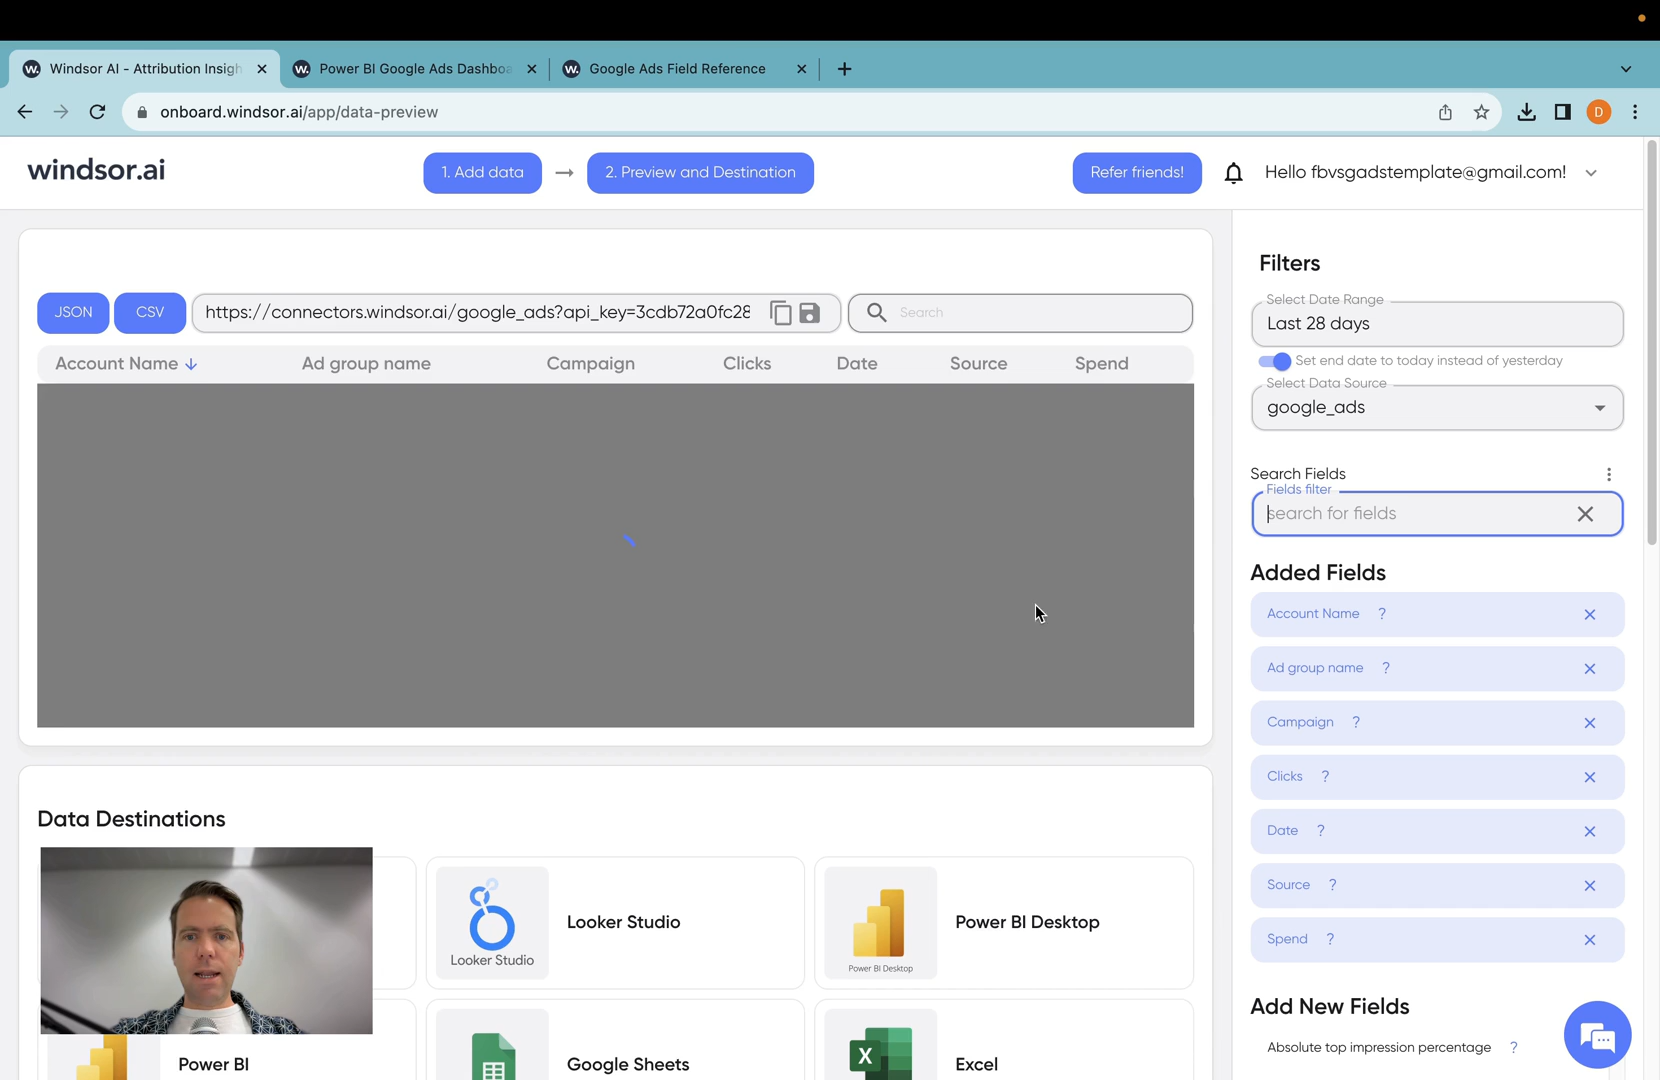 Windsor AI - Attribution Insigh
Power BI Google Ads Dashboa
Google Ads Field Reference
onboard.windsor.ai/app/data-preview
D
windsor.ai
1. Add data
2. Preview and Destination
Refer friends!
Hello fbvsgadstemplate@gmail.com!
JSON
CSV
https://connectors.windsor.ai/google_ads?api_key=3cdb72a0fc28
Search
Account Name
Ad group name
Campaign
Clicks
Date
Source
Spend
Filters
Select Date Range
Last 28 days
Set end date to today instead of yesterday
Select Data Source
google_ads
Search Fields
Fields filter
search for fields
Added Fields
Account Name ?
Ad group name ?
Campaign ?
Clicks ?
Date ?
Source ?
Spend ?
Add New Fields
Absolute top impression percentage ?
Data Destinations
Looker Studio
Looker Studio
Power BI Desktop
Power BI Desktop
Power BI
Google Sheets
X
Excel